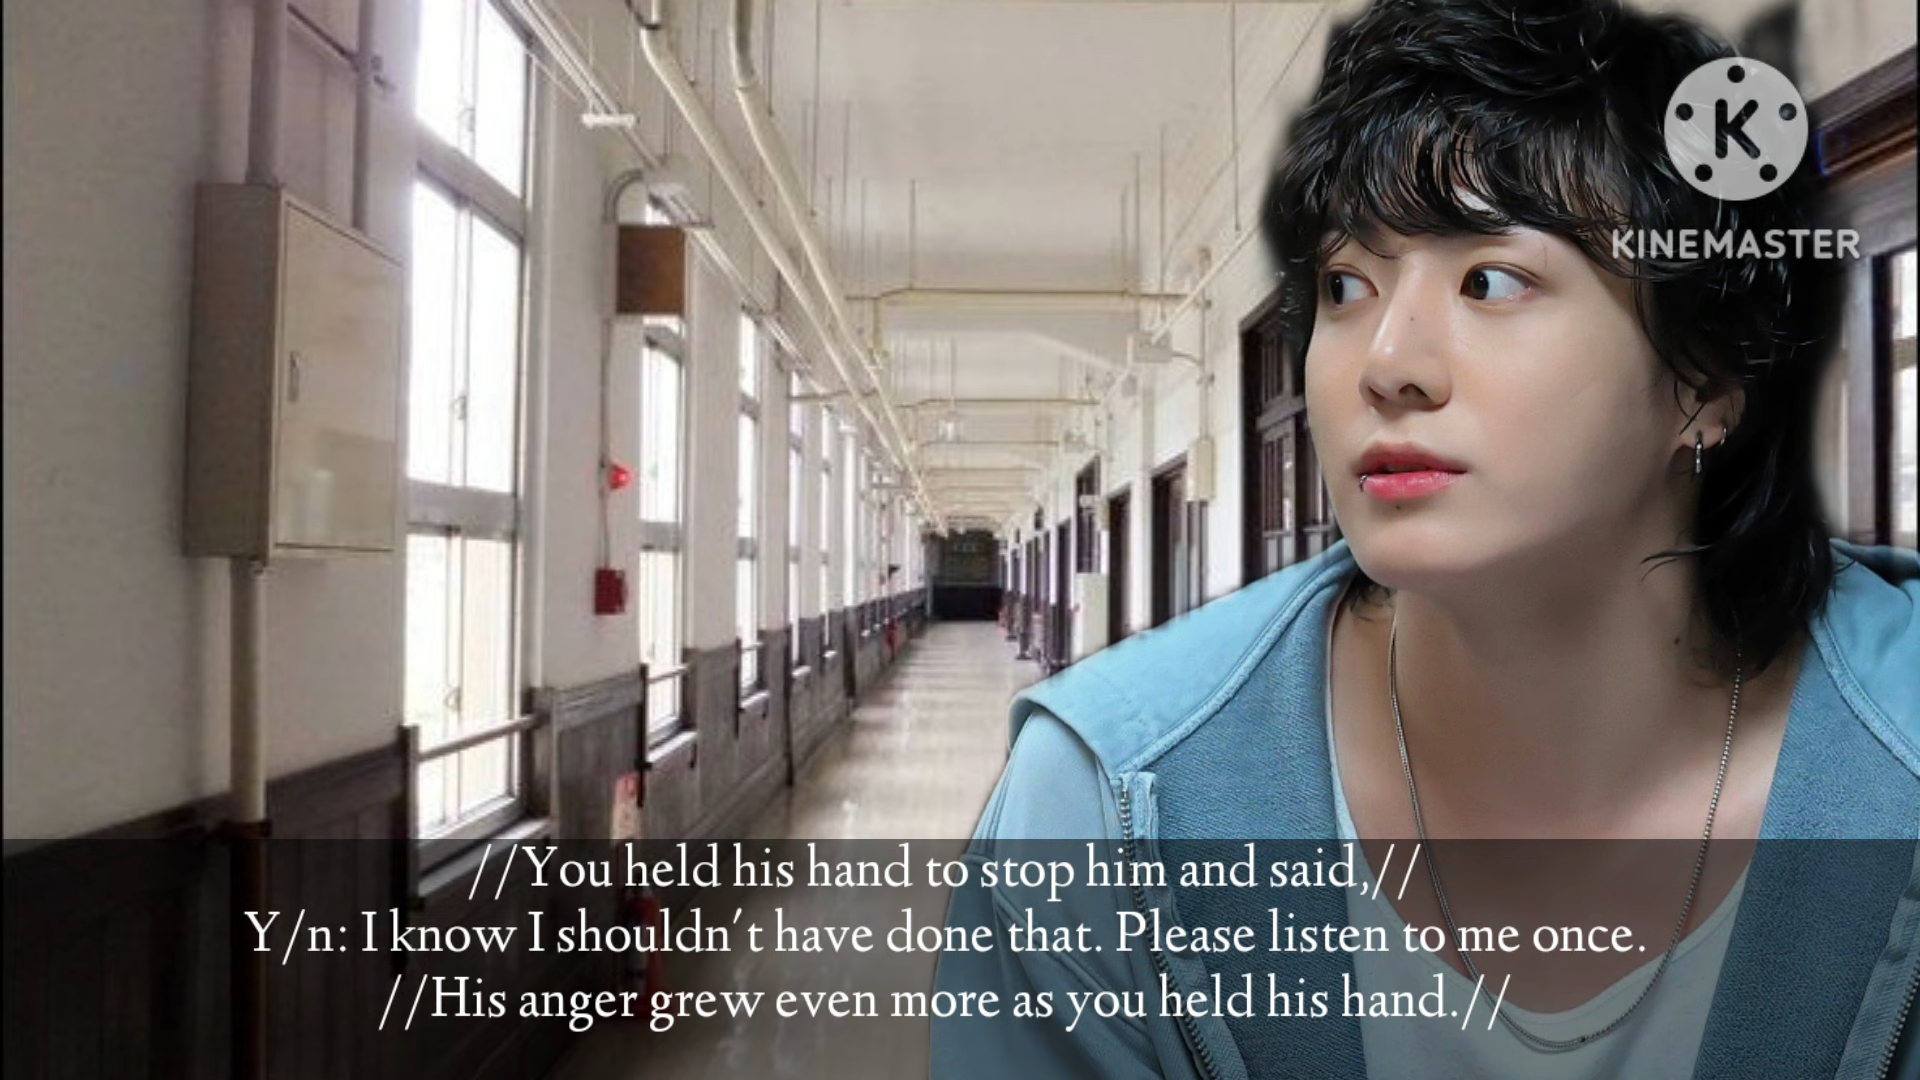 K
KINEMASTER
//You held his hand to stop him and said,//
Y/n: I know I shouldn't have done that. Please listen to me once.
//His anger grew even more as you held his hand.//